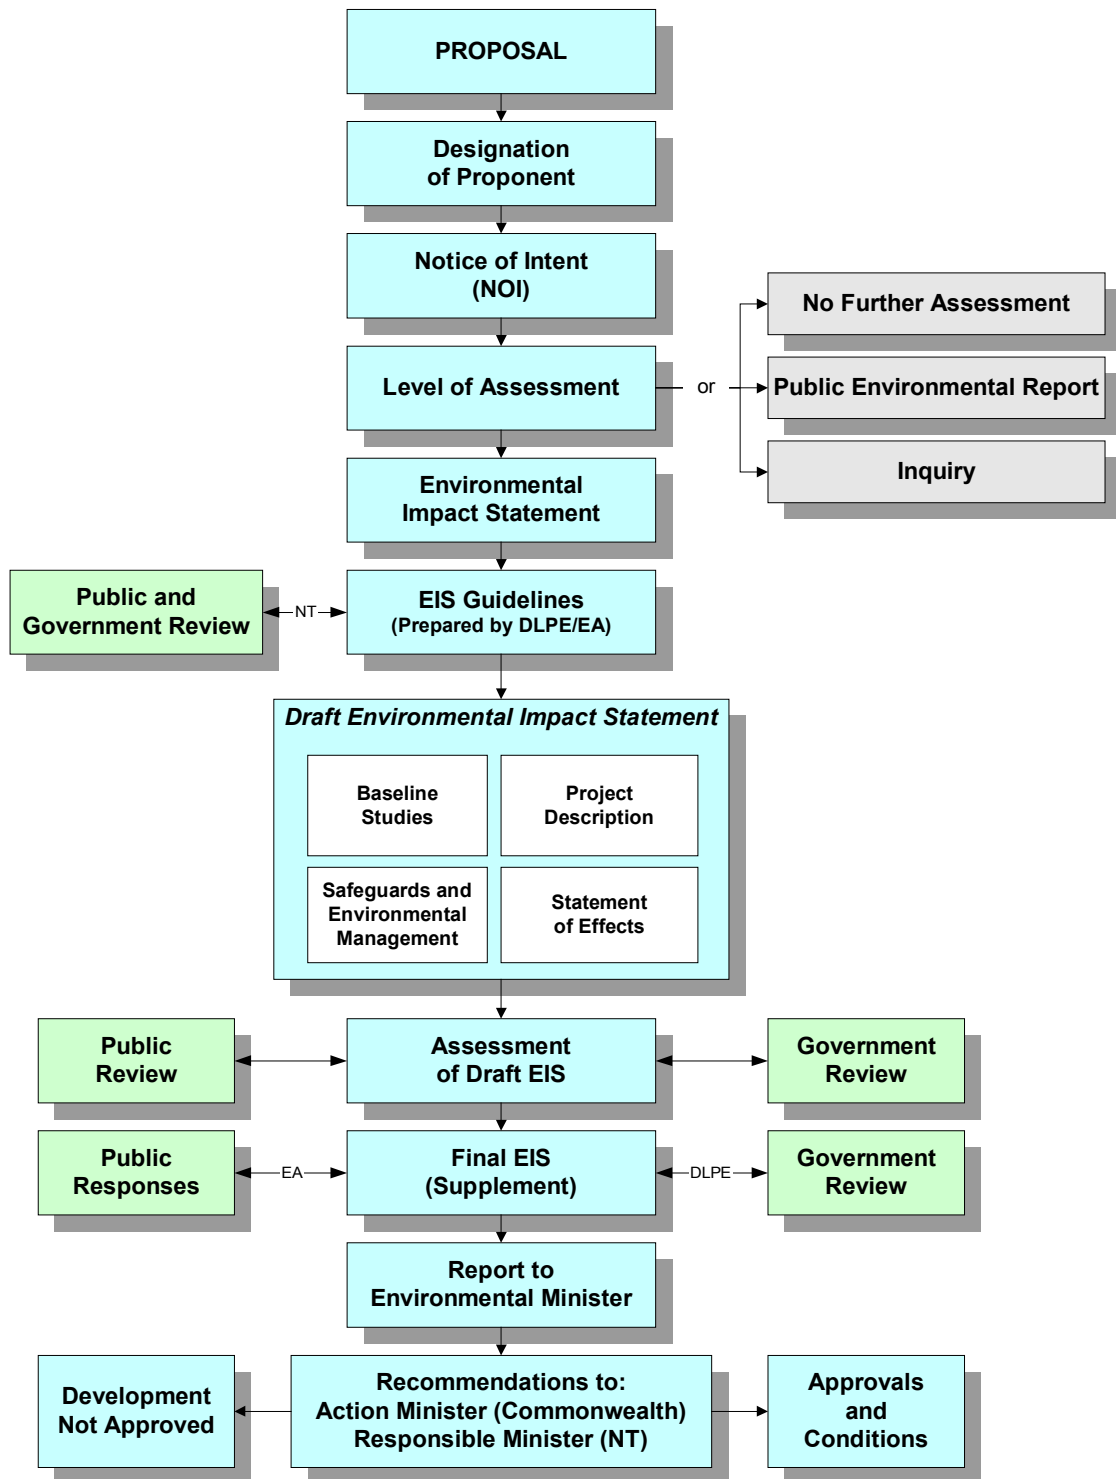 PROPOSAL
Designation
of Proponent
Notice of Intent
(NOI)
No Further Assessment
Level of Assessment
or
Public Environmental Report
Inquiry
Environmental
Impact Statement
Public and
Government Review
NT
EIS Guidelines
(Prepared by DLPE/EA)
Draft Environmental Impact Statement
Baseline
Studies
Project
Description
Safeguards and
Environmental
Management
Statement
of Effects
Public
Review
Assessment
of Draft EIS
Government
Review
Public
Responses
EA
Final EIS
(Supplement)
DLPE
Government
Review
Report to
Environmental Minister
Development
Not Approved
Recommendations to:
Action Minister (Commonwealth)
Responsible Minister (NT)
Approvals
and
Conditions